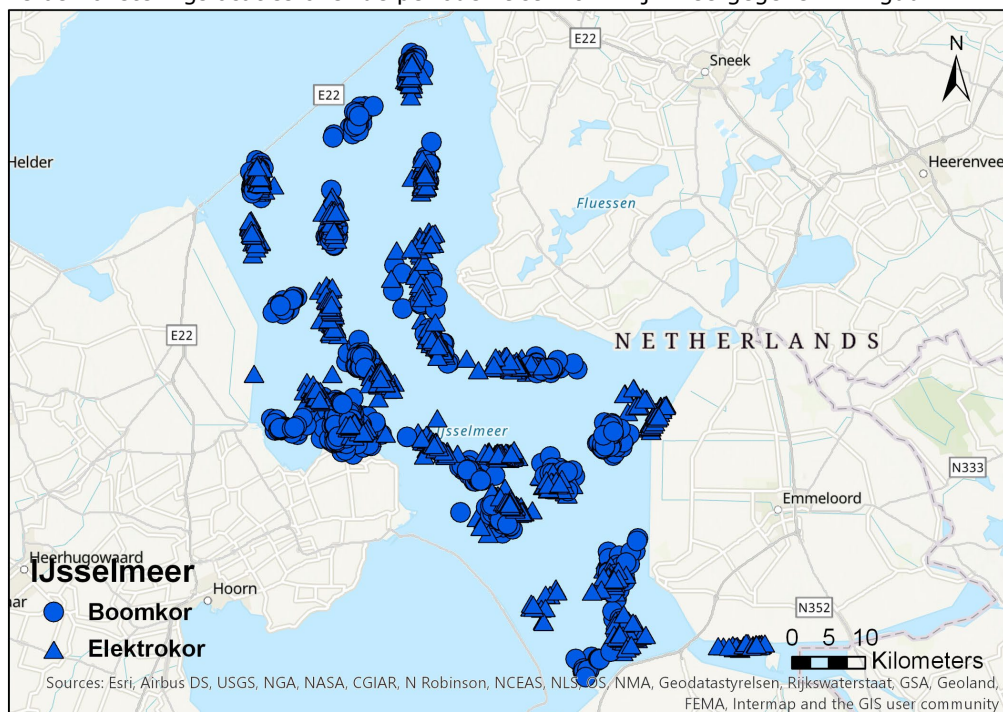 E22
Sneek
N
E22
Helder
Heerenvee
Fluessen
E22
NETHERLANDS
IJsselmeer
N333
Emmeloord
Heerhugowaard
IJsselmeer
aar
Hoorn
Boomkor
N352
Elektrokor
0 5 10
Kilometers
Sources: Esri, Airbus DS, USGS, NGA, NASA, CGIAR, N Robinson, NCEAS, NLS, OS, NMA, Geodatastyrelsen, Rijkswaterstaat, GSA, Geoland,
FEMA, Intermap and the GIS user community